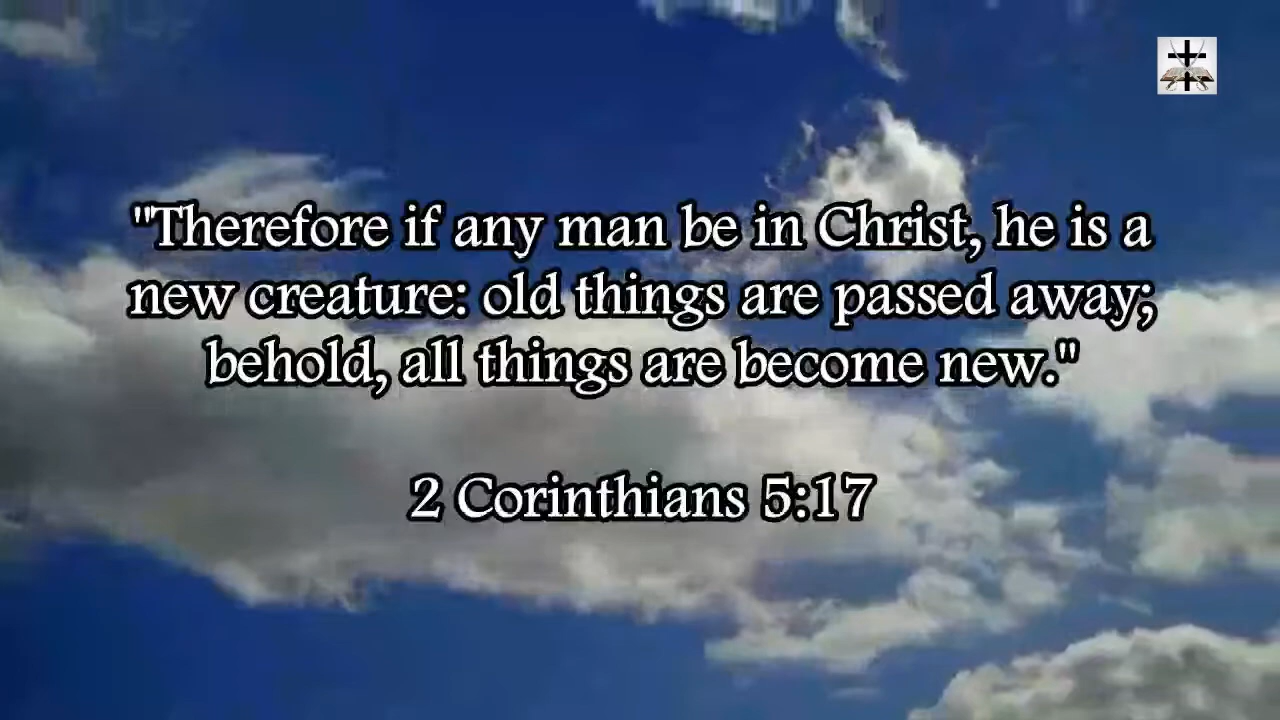 "Therefore if any man be in Christ, he is a
new creature: old things are passed away;
behold, all things are become new."
2 Corinthians 5:17